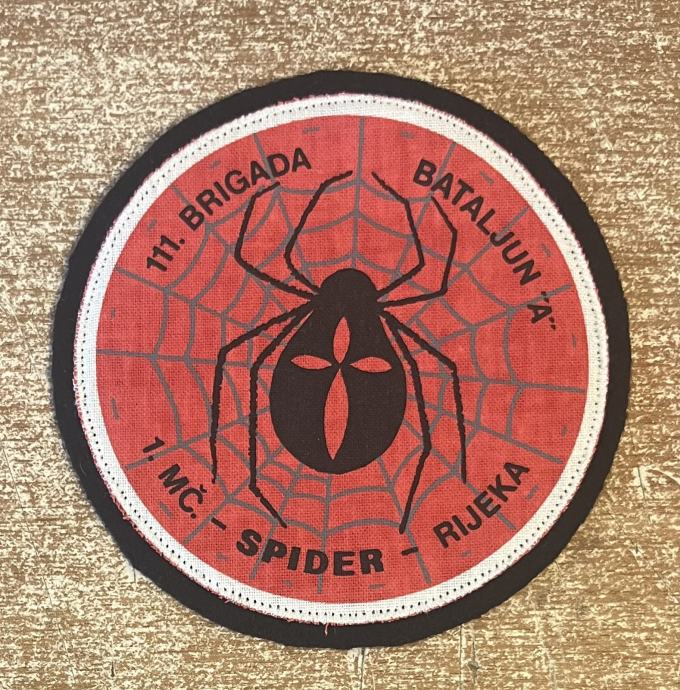 111. BRIGADA
BATALJUN "A"
1. MČ. - SPIDER - RIJEKA